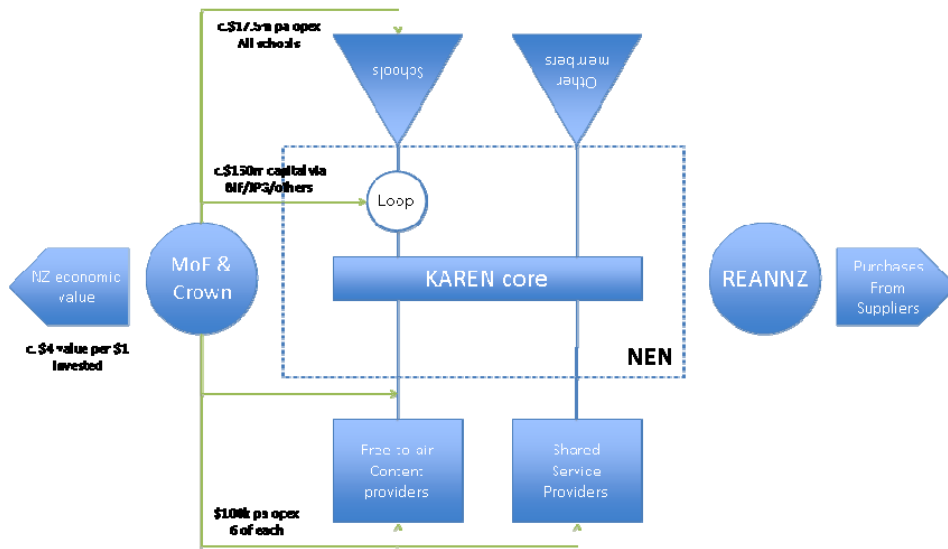 c.$17.5m pa opex
All schools
Schools
Other
members
c.$150m capital via
BIF/JPS/others
Loop
NZ economic
value
MoE &
Crown
KAREN core
REANNZ
Purchases
From
Suppliers
c. $4 value per $1
invested
NEN
Free to air
Content
providers
Shared
Service
Providers
$100k pa opex
6 of each